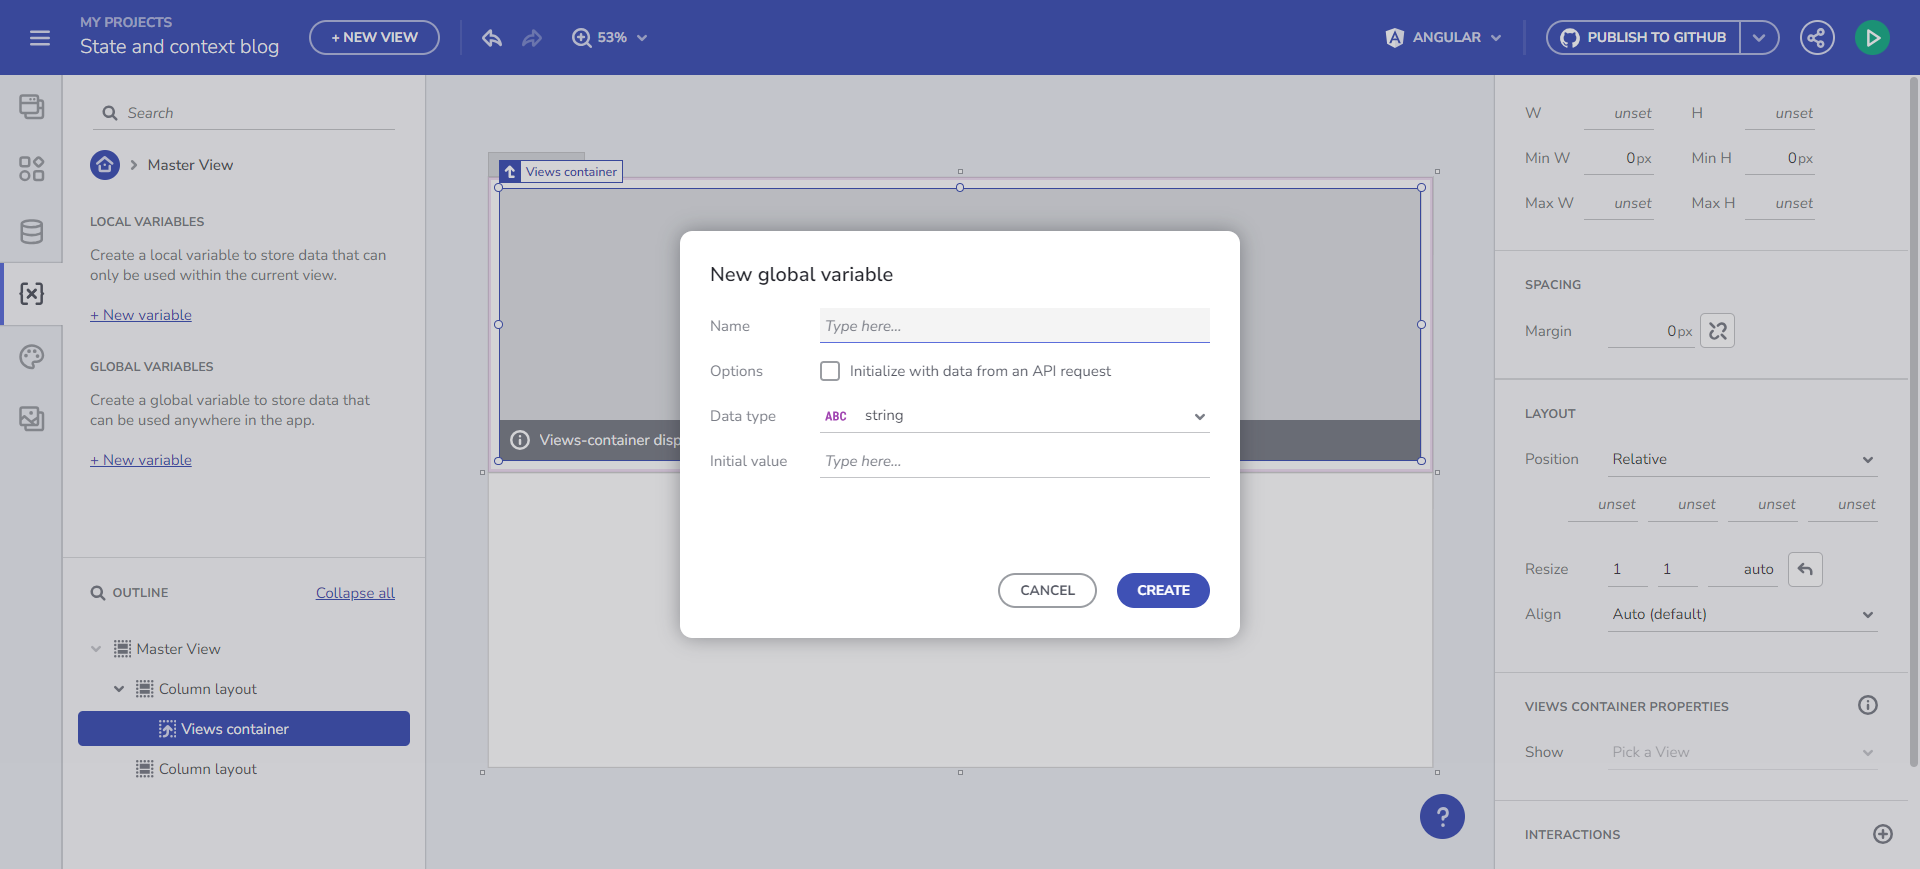 MY PROJECTS
State and context blog
+ NEW VIEW
53%
ANGULAR
PUBLISH TO GITHUB
Search
Master View
LOCAL VARIABLES
Create a local variable to store data that can
only be used within the current view.
+ New variable
GLOBAL VARIABLES
Create a global variable to store data that
can be used anywhere in the app.
+ New variable
OUTLINE
Collapse all
Master View
Column layout
Views container
Column layout
Views container
Views-container disp
New global variable
Name
Type here...
Options
Initialize with data from an API request
Data type
ABC string
Initial value
Type here...
CANCEL
CREATE
?
W unset H unset
Min W 0px Min H 0px
Max W unset Max H unset
SPACING
Margin 0px
LAYOUT
Position Relative
unset unset unset unset
Resize 1 1 auto
Align Auto (default)
VIEWS CONTAINER PROPERTIES
Show Pick a View
INTERACTIONS